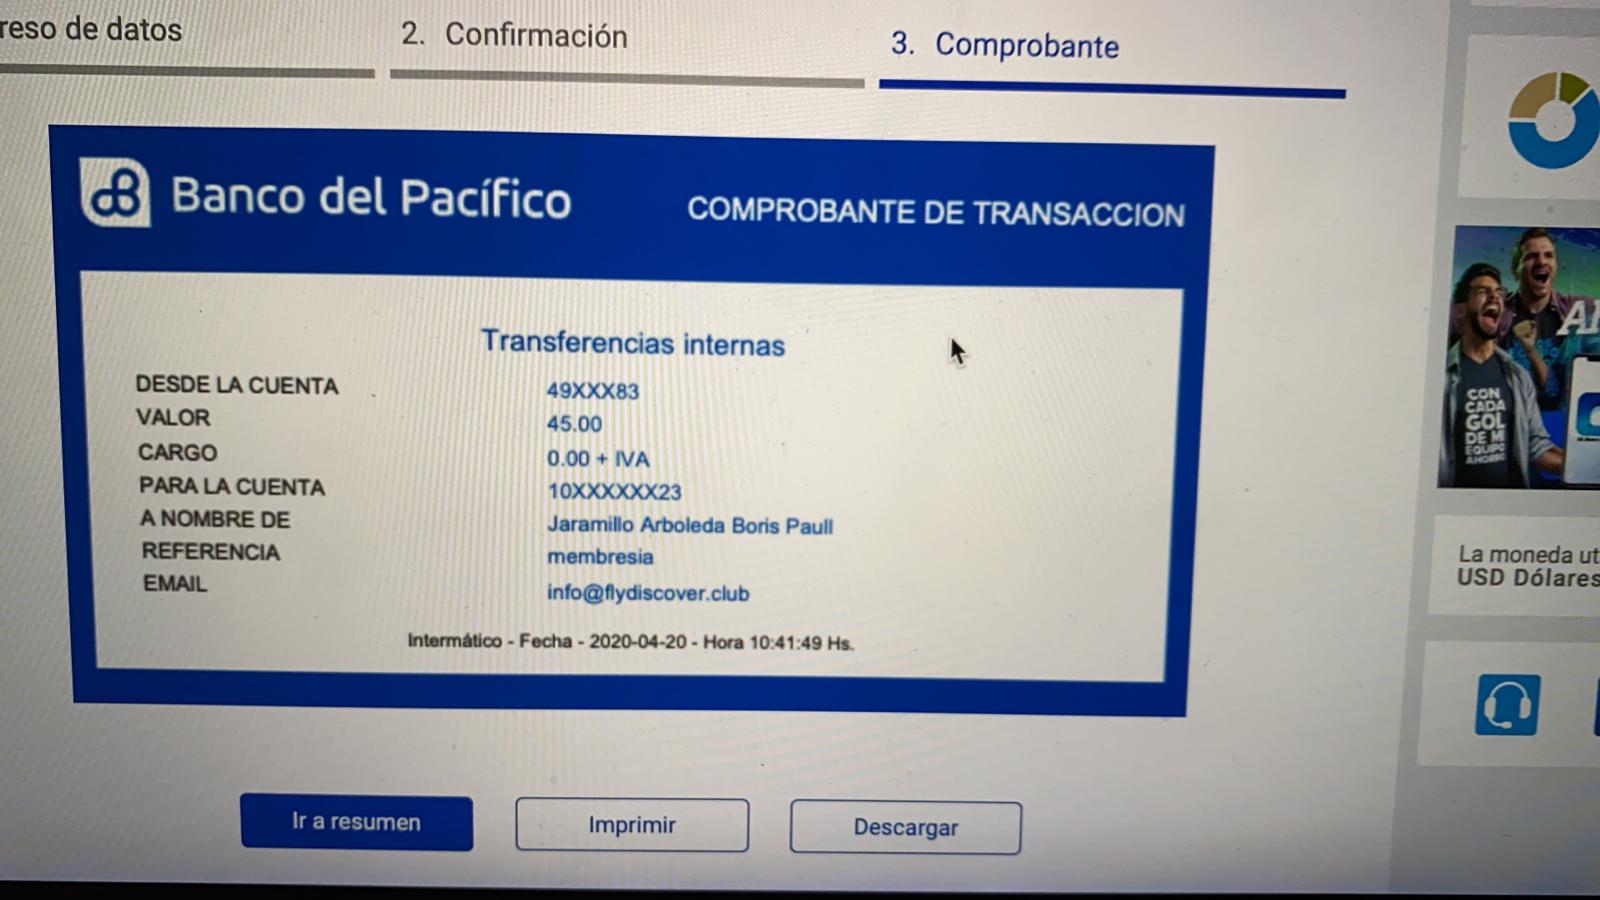 reso de datos
2. Confirmación
3. Comprobante
Banco del Pacífico
COMPROBANTE DE TRANSACCION
Transferencias internas
DESDE LA CUENTA 49XXX83
VALOR 45.00
CARGO 0.00 + IVA
PARA LA CUENTA 10XXXXXX23
A NOMBRE DE Jaramillo Arboleda Boris Paull
REFERENCIA membresia
EMAIL info@flydiscover.club
Intermático - Fecha - 2020-04-20 - Hora 10:41:49 Hs.
Ir a resumen
Imprimir
Descargar
CON
CADA
GOL
DE MI
EQUIPO
AHORRO
La moneda ut
USD Dólares